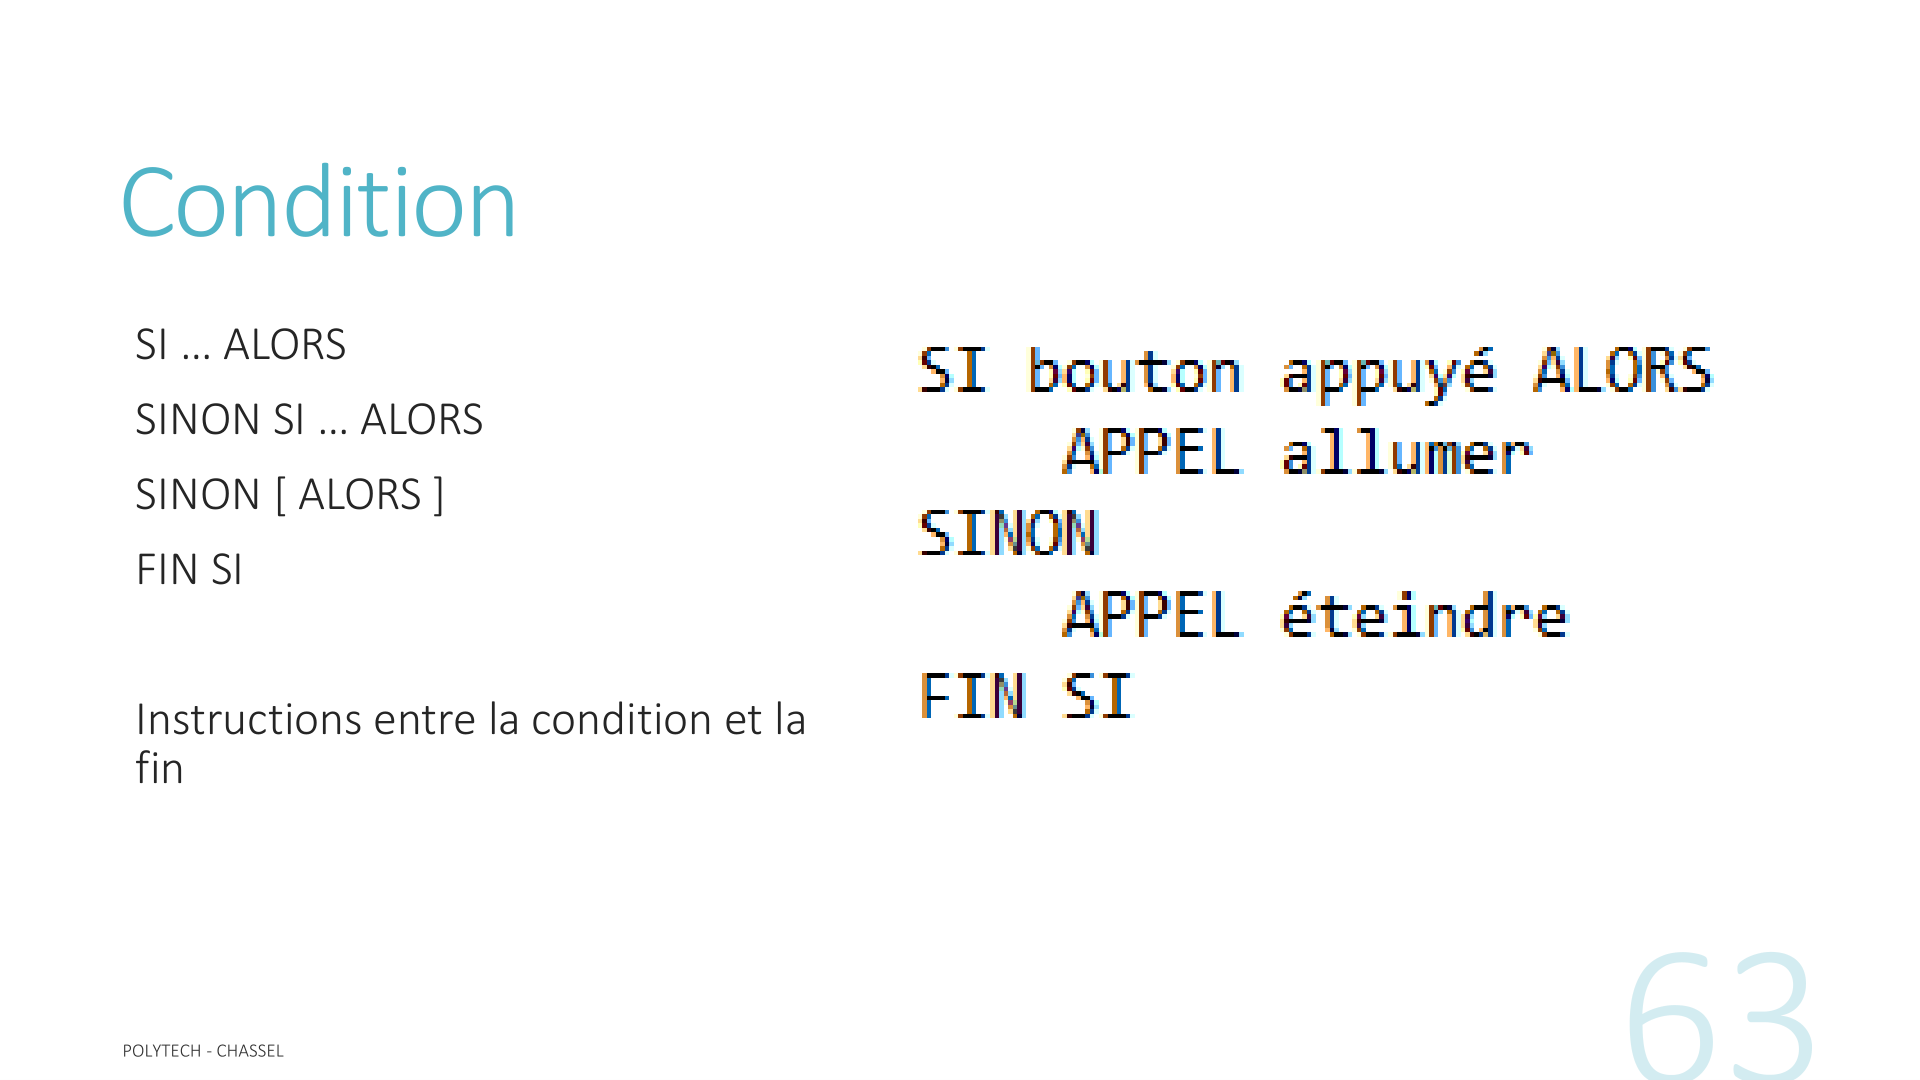 Condition
SI ... ALORS
SINON SI ... ALORS
SINON [ ALORS ]
FIN SI
Instructions entre la condition et la
fin
SI bouton appuyé ALORS
    APPEL allumer
SINON
    APPEL éteindre
FIN SI
POLYTECH - CHASSEL
63